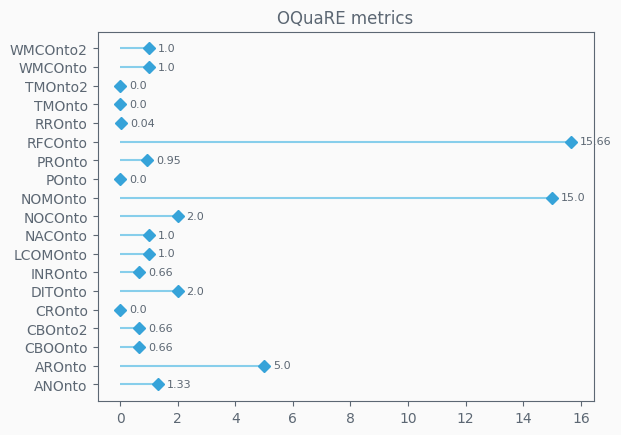 OQuaRE metrics
WMCOnto2 1.0
WMCOnto 1.0
TMOnto2 0.0
TMOnto 0.0
RROnto 0.04
RFCOnto 15.66
PROnto 0.95
POnto 0.0
NOMOnto 15.0
NOCOnto 2.0
NACOnto 1.0
LCOMOnto 1.0
INROnto 0.66
DITOnto 2.0
CROnto 0.0
CBOnto2 0.66
CBOOnto 0.66
AROnto 5.0
ANOnto 1.33
0 2 4 6 8 10 12 14 16